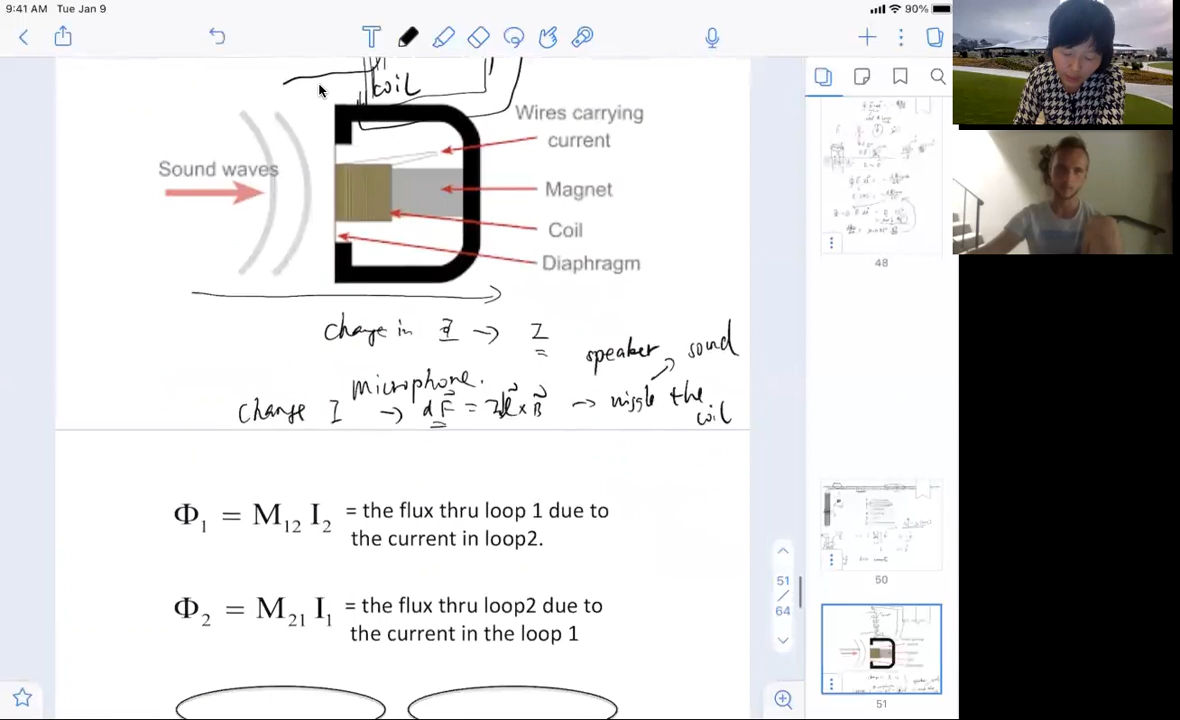 9:41 AM Tue Jan 9
90%
coil
Wires carrying
current
Sound waves
Magnet
Coil
Diaphragm
change in Φ → I
speaker, sound
microphone.
change I → dF = Idl × B → niggle the
coil
Φ1 = M12 I2 = the flux thru loop 1 due to
the current in loop2.
Φ2 = M21 I1 = the flux thru loop2 due to
the current in the loop 1
48
50
51
/
64
51